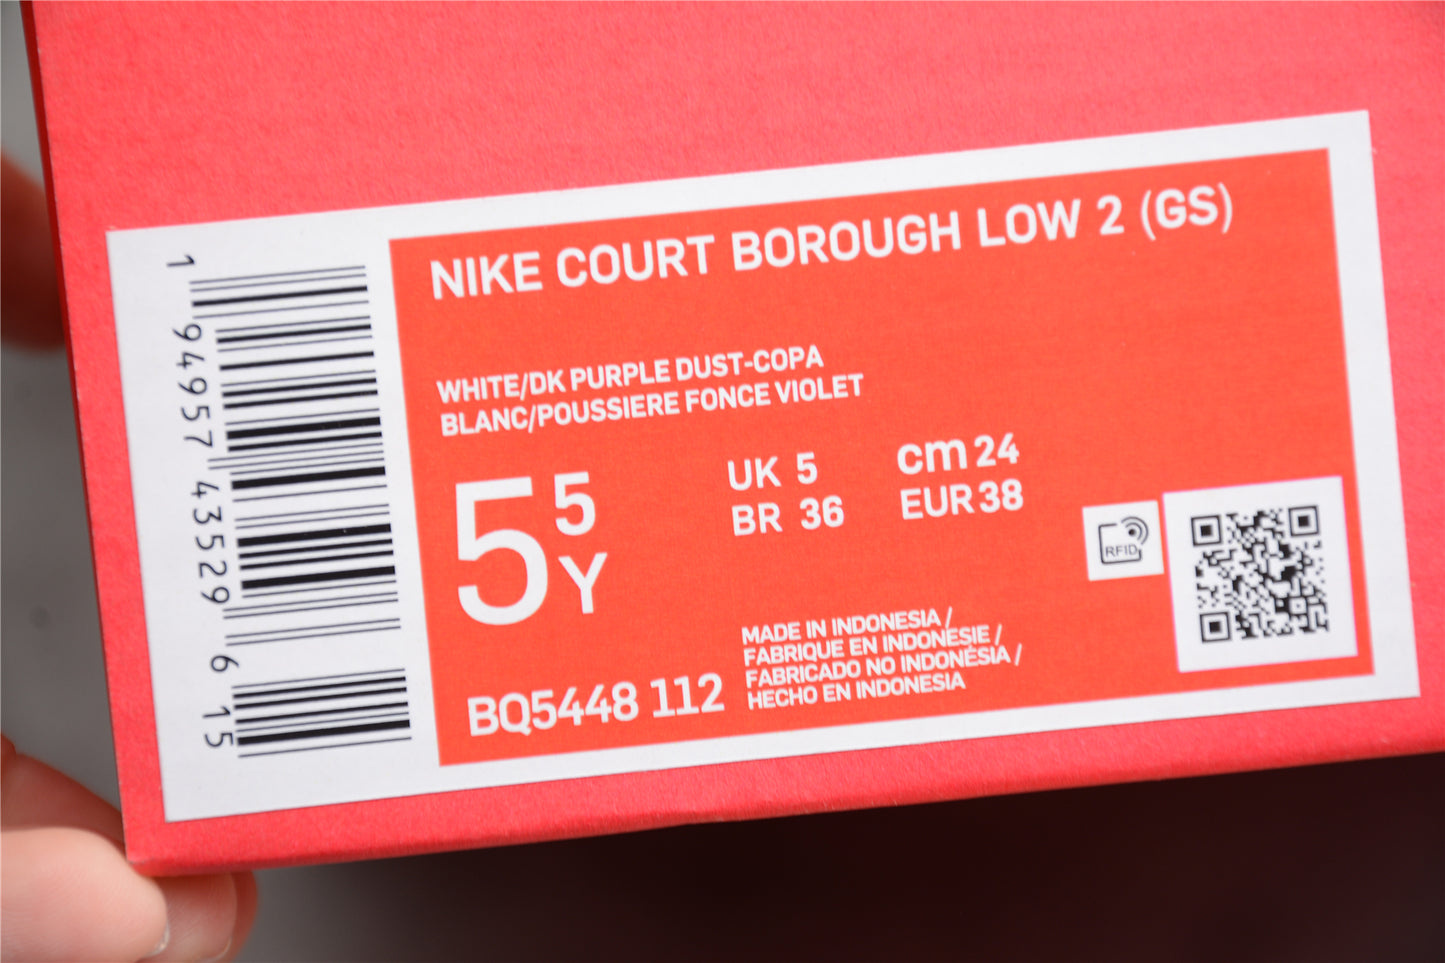 NIKE COURT BOROUGH LOW 2 (GS)
WHITE/DK PURPLE DUST-COPA
BLANC/POUSSIERE FONCE VIOLET
5 5 Y
UK 5
cm 24
BR 36
EUR 38
RFID
MADE IN INDONESIA /
FABRIQUE EN INDONÉSIE /
FABRICADO NO INDONÉSIA /
HECHO EN INDONESIA
BQ5448 112
1 94957 43529 6 15